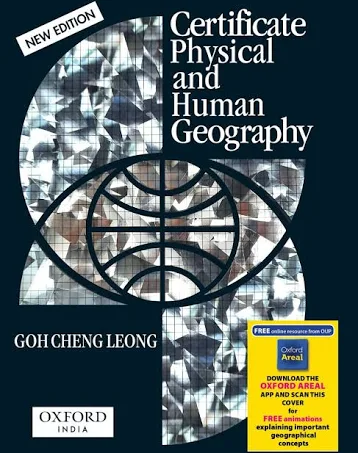 NEW EDITION
Certificate
Physical
and
Human
Geography
GOH CHENG LEONG
OXFORD
INDIA
FREE online resource from OUP
Oxford
Areal
DOWNLOAD THE
OXFORD AREAL
APP AND SCAN THIS
COVER
for
FREE animations
explaining important
geographical
concepts